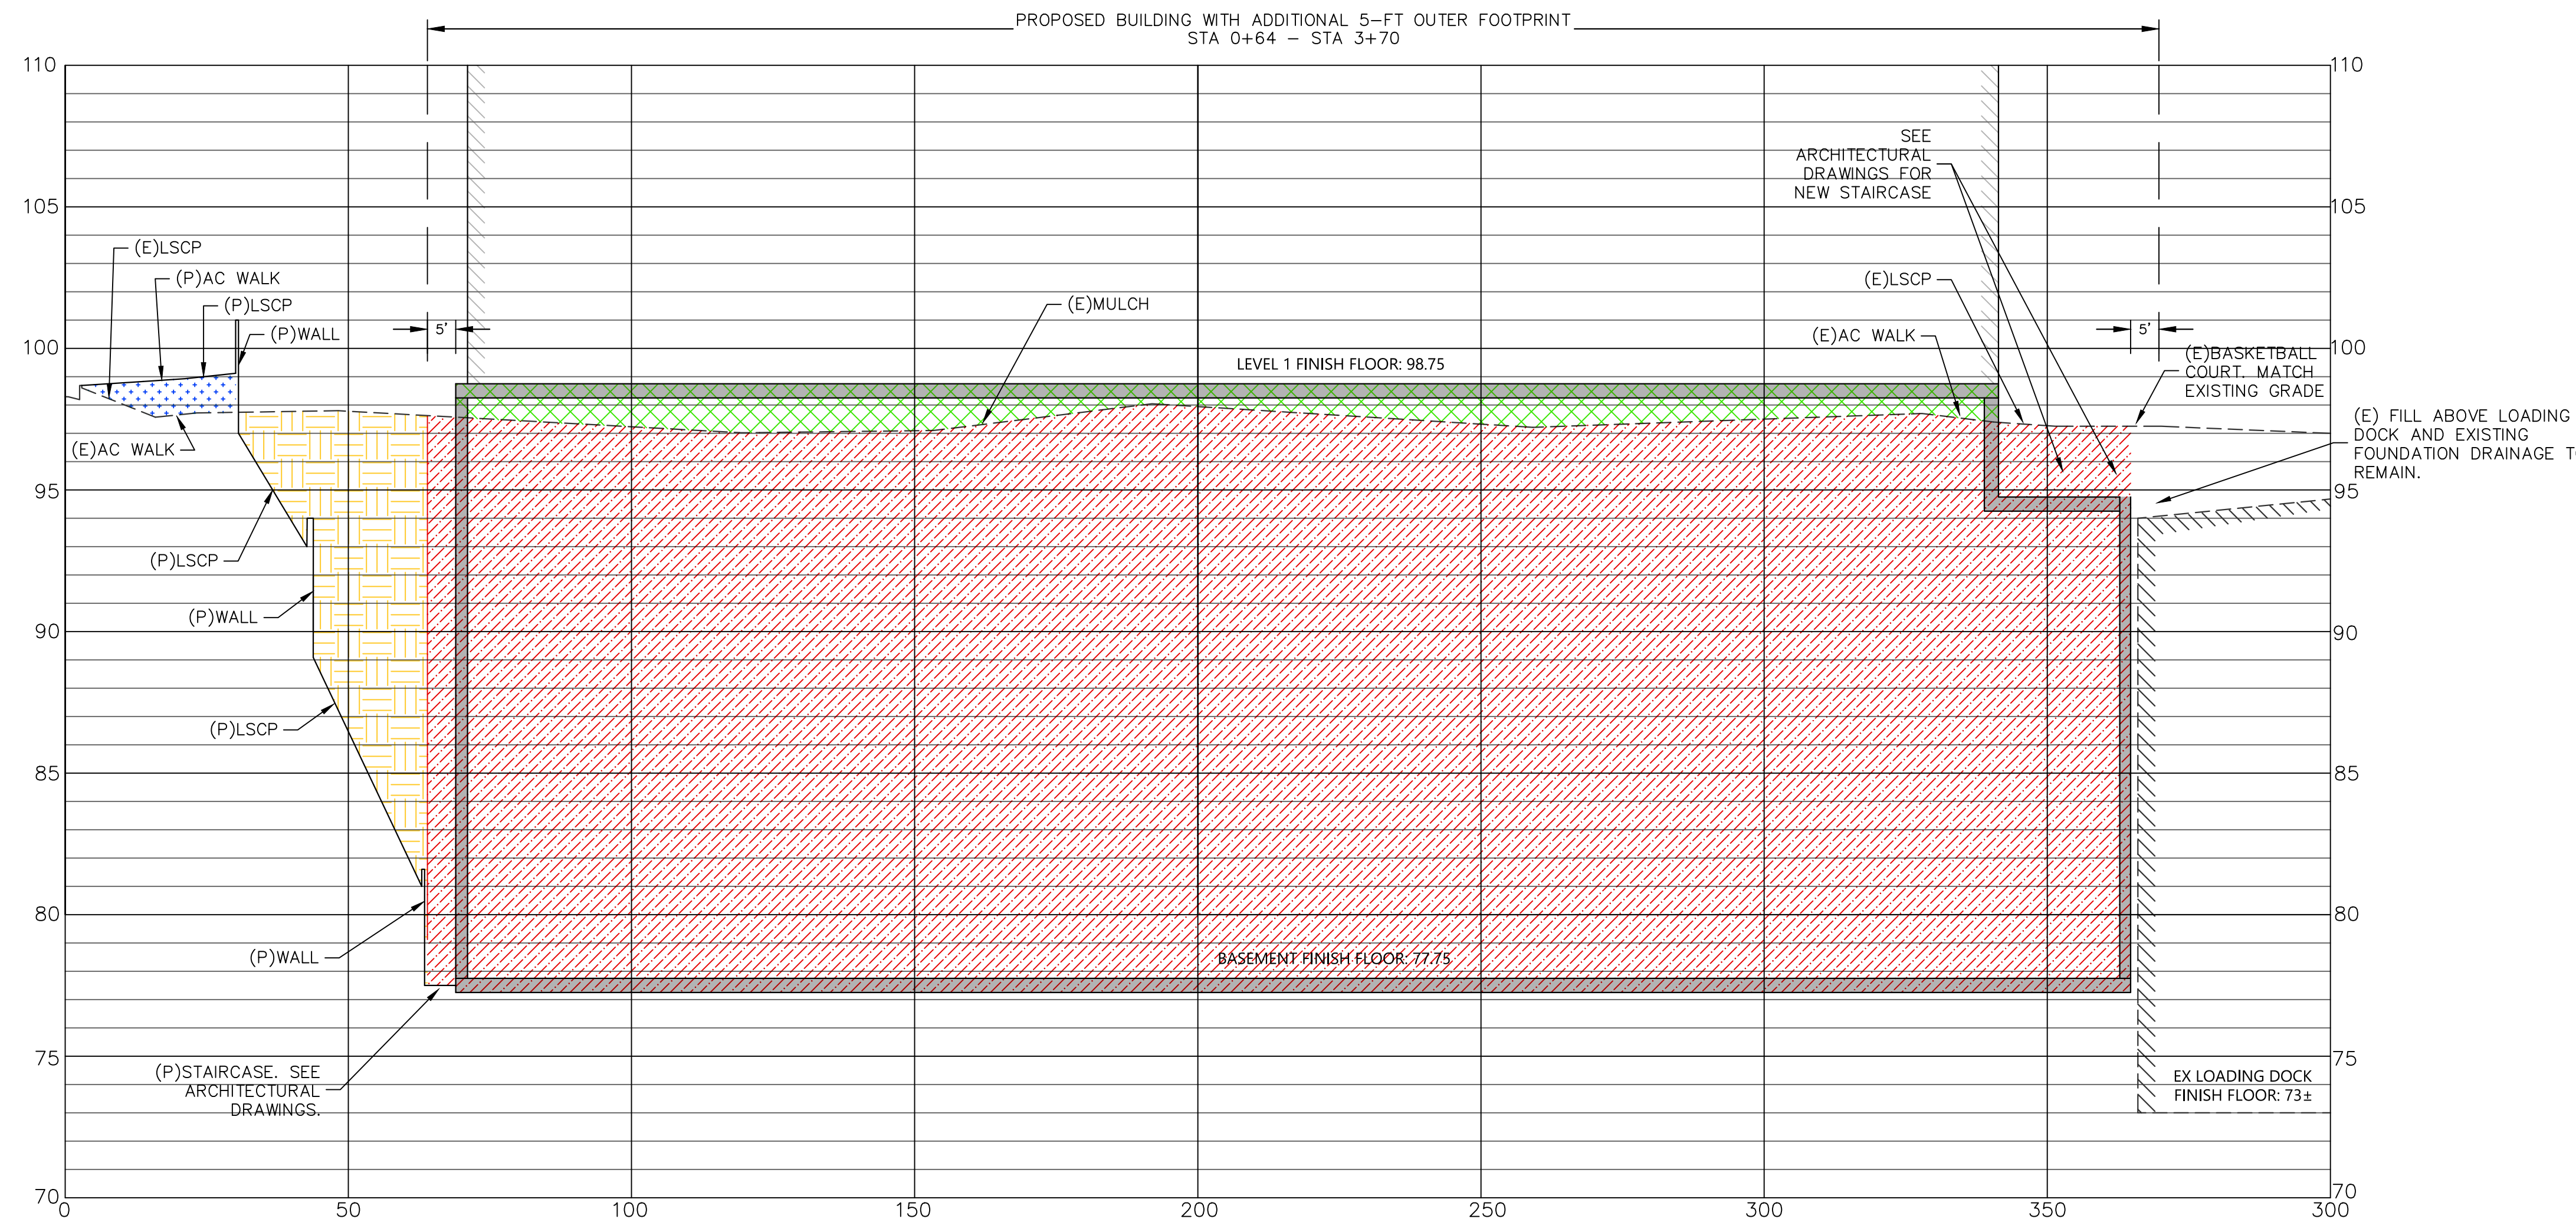 PROPOSED BUILDING WITH ADDITIONAL 5-FT OUTER FOOTPRINT
STA 0+64 - STA 3+70
110
110
SEE
ARCHITECTURAL
DRAWINGS FOR
NEW STAIRCASE
105
105
(E)LSCP
(P)AC WALK
(P)LSCP
(P)WALL
(E)MULCH
(E)LSCP
(E)AC WALK
5'
5'
100
100
LEVEL 1 FINISH FLOOR: 98.75
(E)BASKETBALL
COURT. MATCH
EXISTING GRADE
(E) FILL ABOVE LOADING
DOCK AND EXISTING
FOUNDATION DRAINAGE T
REMAIN.
(E)AC WALK
95
95
(P)LSCP
(P)WALL
90
90
(P)LSCP
85
85
80
80
(P)WALL
BASEMENT FINISH FLOOR: 77.75
75
75
(P)STAIRCASE. SEE
ARCHITECTURAL
DRAWINGS.
EX LOADING DOCK
FINISH FLOOR: 73±
70
70
0
50
100
150
200
250
300
350
300